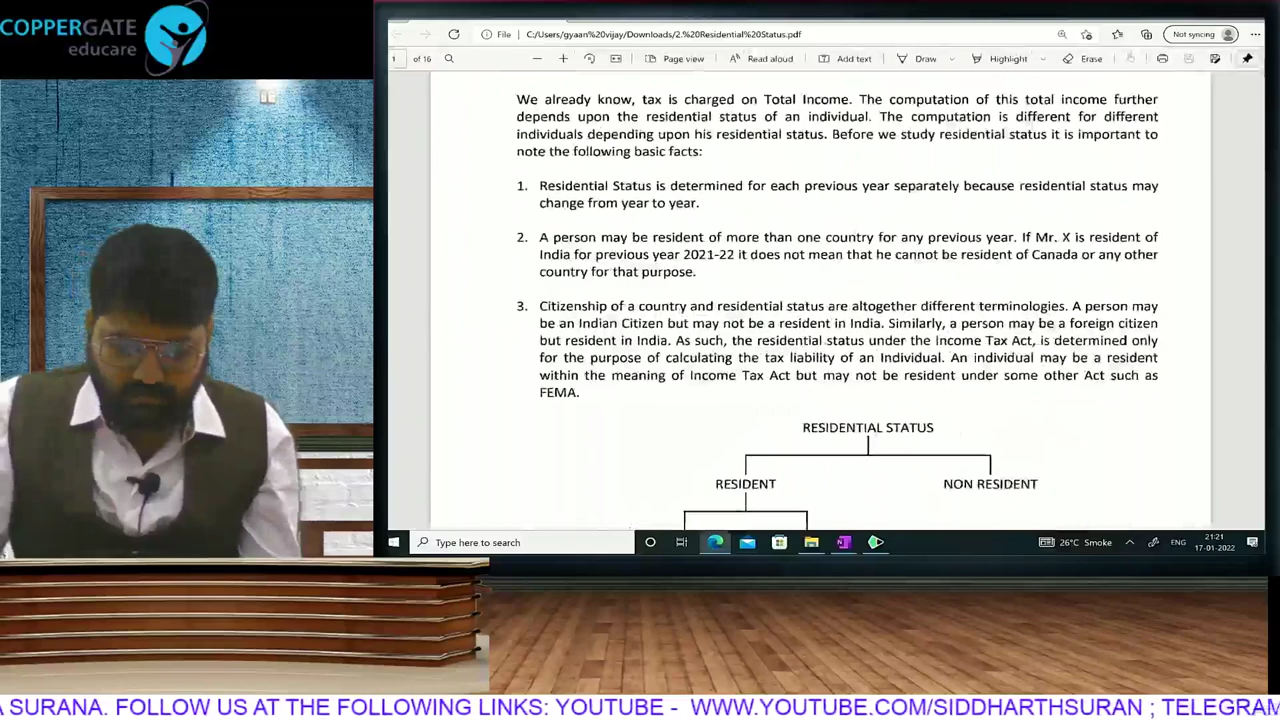 COPPERGATE
educare
File
C:/Users/gyaan%20vijay/Downloads/2.%20Residential%20Status.pdf
Not syncing
1 of 16
Page view
Read aloud
Add text
Draw
Highlight
Erase
We already know, tax is charged on Total Income. The computation of this total income further
depends upon the residential status of an individual. The computation is different for different
individuals depending upon his residential status. Before we study residential status it is important to
note the following basic facts:
1. Residential Status is determined for each previous year separately because residential status may
change from year to year.
2. A person may be resident of more than one country for any previous year. If Mr. X is resident of
India for previous year 2021-22 it does not mean that he cannot be resident of Canada or any other
country for that purpose.
3. Citizenship of a country and residential status are altogether different terminologies. A person may
be an Indian Citizen but may not be a resident in India. Similarly, a person may be a foreign citizen
but resident in India. As such, the residential status under the Income Tax Act, is determined only
for the purpose of calculating the tax liability of an Individual. An individual may be a resident
within the meaning of Income Tax Act but may not be resident under some other Act such as
FEMA.
RESIDENTIAL STATUS
RESIDENT
NON RESIDENT
Type here to search
26°C Smoke
ENG
21:21
17-01-2022
A SURANA. FOLLOW US AT THE FOLLOWING LINKS: YOUTUBE - WWW.YOUTUBE.COM/SIDDHARTHSURAN ; TELEGRAM